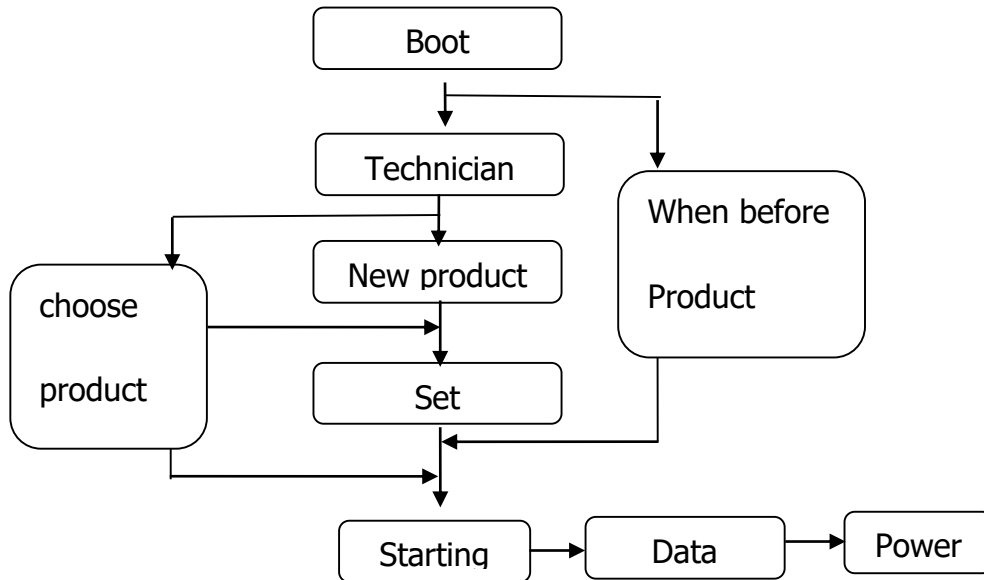 Boot
Technician
When before
Product
New product
choose
product
Set
Starting
Data
Power